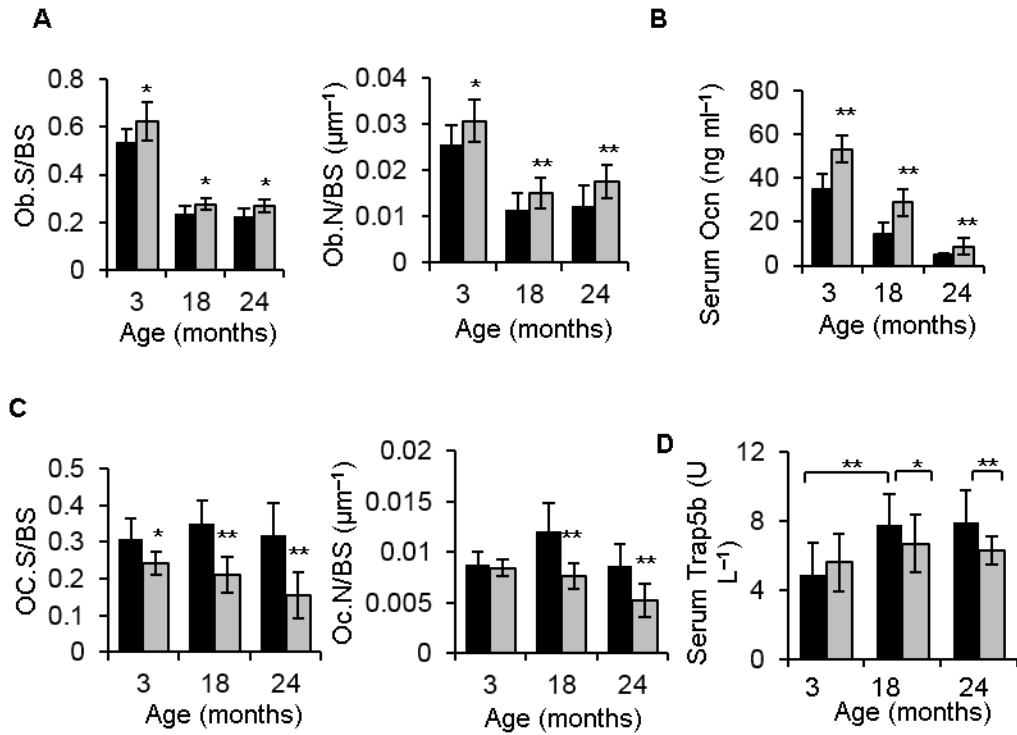 A
Ob.S/BS
0.8
0.6
0.4
0.2
0
*
*
*
3 18 24
Age (months)
Ob.N/BS (µm⁻¹)
0.04
0.03
0.02
0.01
0
*
**
**
3 18 24
Age (months)
B
Serum Ocn (ng ml⁻¹)
80
60
40
20
0
**
**
**
3 18 24
Age (months)
C
OC.S/BS
0.5
0.4
0.3
0.2
0.1
0
*
**
**
3 18 24
Age (months)
Oc.N/BS (µm⁻¹)
0.02
0.015
0.01
0.005
0
**
**
3 18 24
Age (months)
D
Serum Trap5b (U
L⁻¹)
12
8
4
0
**
*
**
3 18 24
Age (months)